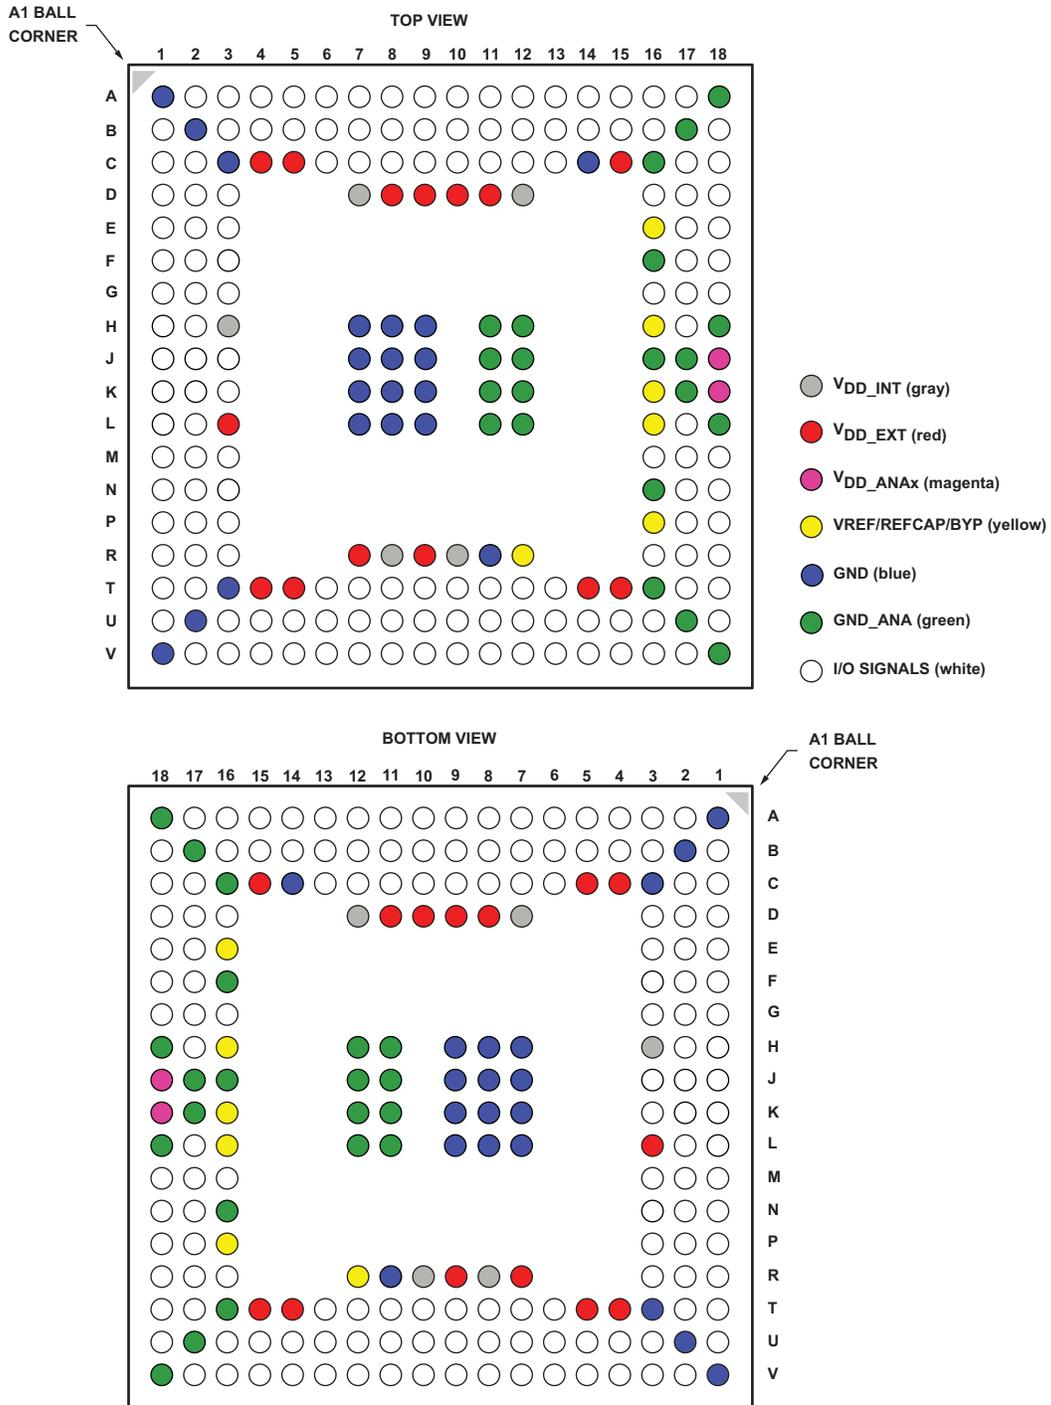 A1 BALL
CORNER
TOP VIEW
1 2 3 4 5 6 7 8 9 10 11 12 13 14 15 16 17 18
A
B
C
D
E
F
G
H
J
K
L
M
N
P
R
T
U
V
VDD_INT (gray)
VDD_EXT (red)
VDD_ANAx (magenta)
VREF/REFCAP/BYP (yellow)
GND (blue)
GND_ANA (green)
I/O SIGNALS (white)
BOTTOM VIEW
A1 BALL
CORNER
18 17 16 15 14 13 12 11 10 9 8 7 6 5 4 3 2 1
A
B
C
D
E
F
G
H
J
K
L
M
N
P
R
T
U
V